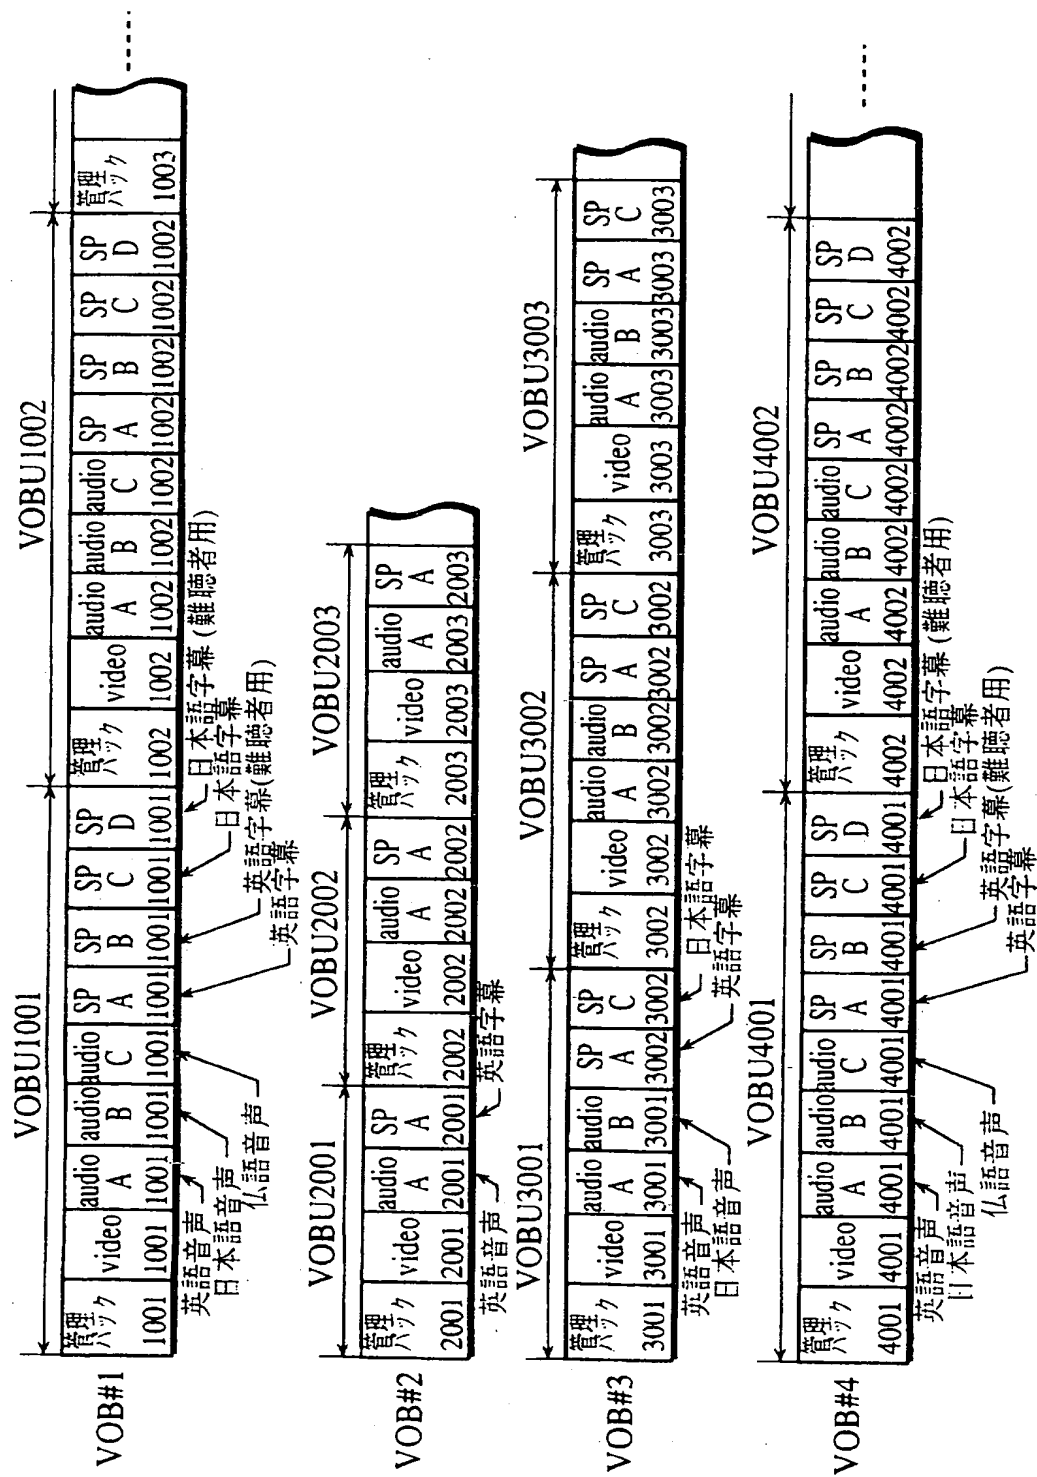 VOB#1
VOBU1001
VOBU1002
管理パック 1001
video 1001
audio A 1001
audio B 1001
audio C 1001
SP A 1001
SP B 1001
SP C 1001
SP D 1001
管理パック 1002
video 1002
audio A 1002
audio B 1002
audio C 1002
SP A 1002
SP B 1002
SP C 1002
SP D 1002
管理パック 1003
英語音声
日本語音声
仏語音声
英語字幕
英語字幕(難聴者用)
日本語字幕
日本語字幕(難聴者用)
VOB#2
VOBU2001
VOBU2002
VOBU2003
管理パック 2001
video 2001
audio A 2001
SP A 2001
管理パック 2002
video 2002
audio A 2002
SP A 2002
管理パック 2003
video 2003
audio A 2003
SP A 2003
英語音声
英語字幕
VOB#3
VOBU3001
VOBU3002
VOBU3003
管理パック 3001
video 3001
audio A 3001
audio B 3001
SP A 3002
SP C 3002
管理パック 3002
video 3002
audio A 3002
audio B 3002
SP A 3002
SP C 3002
管理パック 3003
video 3003
audio A 3003
audio B 3003
SP A 3003
SP C 3003
英語音声
日本語音声
英語字幕
日本語字幕
VOB#4
VOBU4001
VOBU4002
管理パック 4001
video 4001
audio A 4001
audio B 4001
audio C 4001
SP A 4001
SP B 4001
SP C 4001
SP D 4001
管理パック 4002
video 4002
audio A 4002
audio B 4002
audio C 4002
SP A 4002
SP B 4002
SP C 4002
SP D 4002
英語音声
日本語音声
仏語音声
英語字幕
英語字幕(難聴者用)
日本語字幕
日本語字幕(難聴者用)